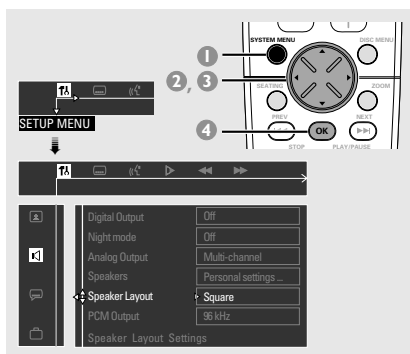 SYSTEM MENU
DISC MENU
1
2, 3
SEATING
ZOOM
PREV
NEXT
4
OK
STOP
PLAY/PAUSE
SETUP MENU
Digital Output Off
Night mode Off
Analog Output Multi-channel
Speakers Personal settings ...
Speaker Layout Square
PCM Output 96 kHz
Speaker Layout Settings